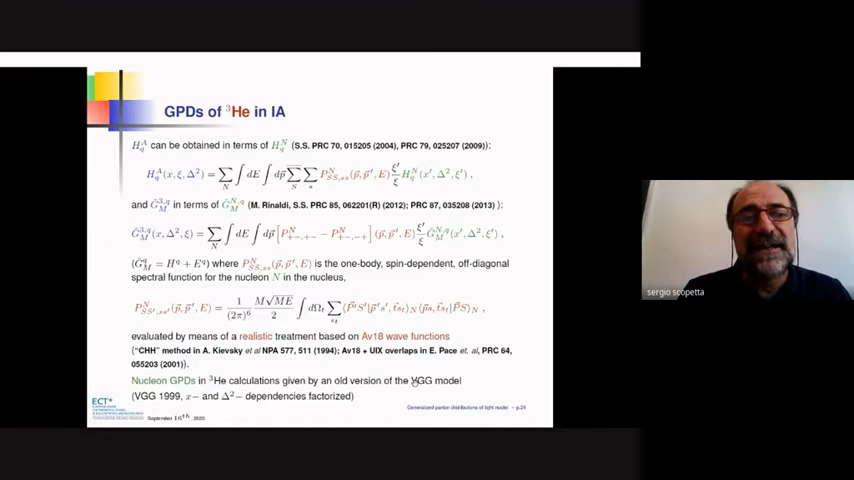 GPDs of ³He in IA
H_q^A can be obtained in terms of H_q^N (S.S. PRC 70, 015205 (2004), PRC 79, 025207 (2009)):
H_q^A(x,ξ,Δ²) = ∑_N ∫ dE ∫ dp⃗ ∑̅_S ∑_s P^N_{SS,ss}(p⃗,p⃗′,E) ξ′/ξ H_q^N(x′,Δ²,ξ′) ,
and G̃_M^{3,q} in terms of G̃_M^{N,q} (M. Rinaldi, S.S. PRC 85, 062201(R) (2012); PRC 87, 035208 (2013) ):
G̃_M^{3,q}(x,Δ²,ξ) = ∑_N ∫ dE ∫ dp⃗ [P^N_{+−,+−} − P^N_{+−,−+}] (p⃗,p⃗′,E) ξ′/ξ G̃_M^{N,q}(x′,Δ²,ξ′) ,
(G̃_M^q = H^q + E^q) where P^N_{SS,ss}(p⃗,p⃗′,E) is the one-body, spin-dependent, off-diagonal
spectral function for the nucleon N in the nucleus,
P^N_{SS′,ss′}(p⃗,p⃗′,E) = 1/(2π)⁶ M√ME/2 ∫ dΩ_t ∑_{s_t} ⟨P⃗′S′|p⃗′s′,t⃗s_t⟩_N ⟨p⃗s,t⃗s_t|P⃗S⟩_N ,
evaluated by means of a realistic treatment based on Av18 wave functions
("CHH" method in A. Kievsky et al NPA 577, 511 (1994); Av18 + UIX overlaps in E. Pace et. al, PRC 64,
055203 (2001)).
Nucleon GPDs in ³He calculations given by an old version of the VGG model
(VGG 1999, x− and Δ²− dependencies factorized)
ECT*
September 16th, 2020
Generalized parton distributions of light nuclei – p.24
sergio scopetta